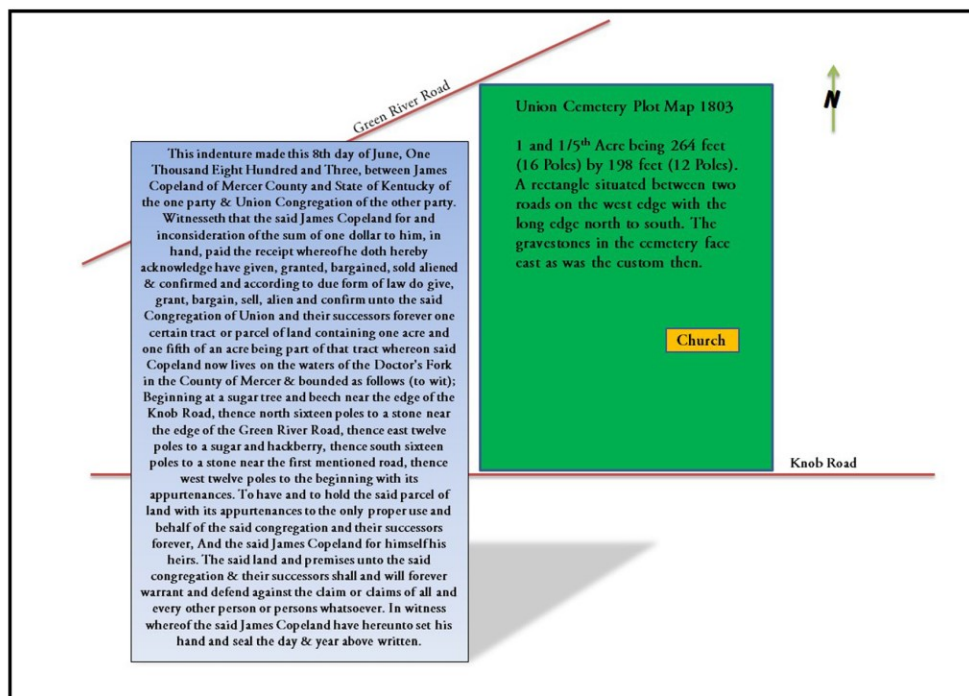 Green River Road
N
Union Cemetery Plot Map 1803
1 and 1/5th Acre being 264 feet
(16 Poles) by 198 feet (12 Poles).
A rectangle situated between two
roads on the west edge with the
long edge north to south. The
gravestones in the cemetery face
east as was the custom then.
Church
Knob Road
This indenture made this 8th day of June, One
Thousand Eight Hundred and Three, between James
Copeland of Mercer County and State of Kentucky of
the one party & Union Congregation of the other party.
Witnesseth that the said James Copeland for and
inconsideration of the sum of one dollar to him, in
hand, paid the receipt whereof he doth hereby
acknowledge have given, granted, bargained, sold aliened
& confirmed and according to due form of law do give,
grant, bargain, sell, alien and confirm unto the said
Congregation of Union and their successors forever one
certain tract or parcel of land containing one acre and
one fifth of an acre being part of that tract whereon said
Copeland now lives on the waters of the Doctor's Fork
in the County of Mercer & bounded as follows (to wit);
Beginning at a sugar tree and beech near the edge of the
Knob Road, thence north sixteen poles to a stone near
the edge of the Green River Road, thence east twelve
poles to a sugar and hackberry, thence south sixteen
poles to a stone near the first mentioned road, thence
west twelve poles to the beginning with its
appurtenances. To have and to hold the said parcel of
land with its appurtenances to the only proper use and
behalf of the said congregation and their successors
forever, And the said James Copeland for himself his
heirs. The said land and premises unto the said
congregation & their successors shall and will forever
warrant and defend against the claim or claims of all and
every other person or persons whatsoever. In witness
whereof the said James Copeland have hereunto set his
hand and seal the day & year above written.